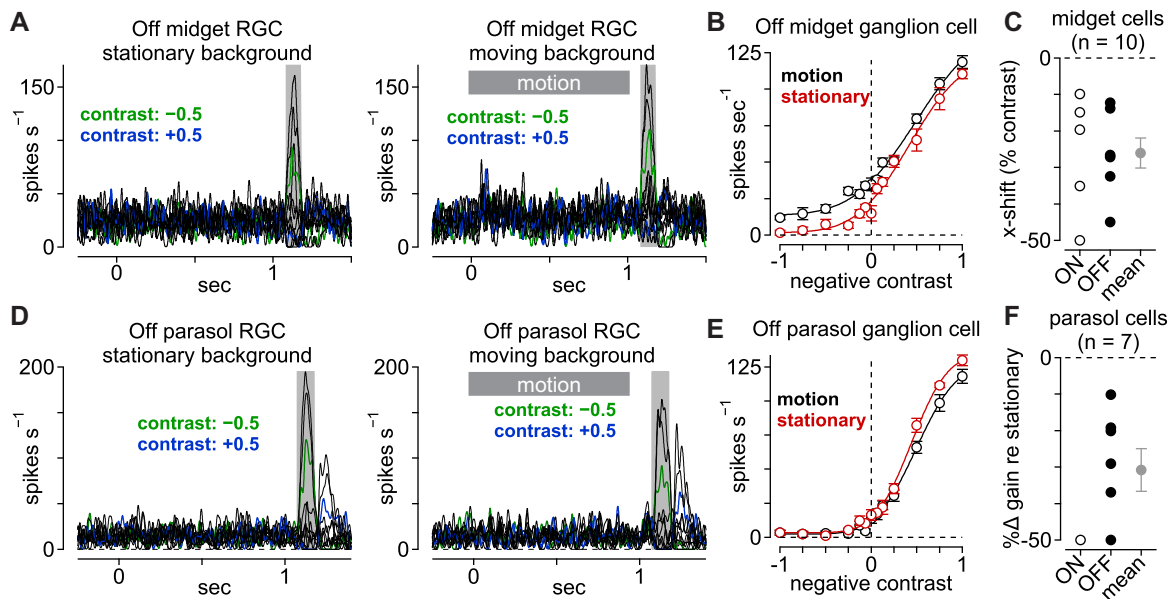 A
Off midget RGC
stationary background
150
0
spikes s⁻¹
contrast: −0.5
contrast: +0.5
0
1
sec
Off midget RGC
moving background
motion
150
0
spikes s⁻¹
contrast: −0.5
contrast: +0.5
0
1
sec
B
Off midget ganglion cell
125
0
spikes sec⁻¹
motion
stationary
-1
0
1
negative contrast
C
midget cells
(n = 10)
0
-50
x-shift (% contrast)
ON
OFF
mean
D
Off parasol RGC
stationary background
200
0
spikes s⁻¹
contrast: −0.5
contrast: +0.5
0
1
sec
Off parasol RGC
moving background
motion
200
0
spikes s⁻¹
contrast: −0.5
contrast: +0.5
0
1
sec
E
Off parasol ganglion cell
125
0
spikes s⁻¹
motion
stationary
-1
0
1
negative contrast
F
parasol cells
(n = 7)
0
-50
%Δ gain re stationary
ON
OFF
mean